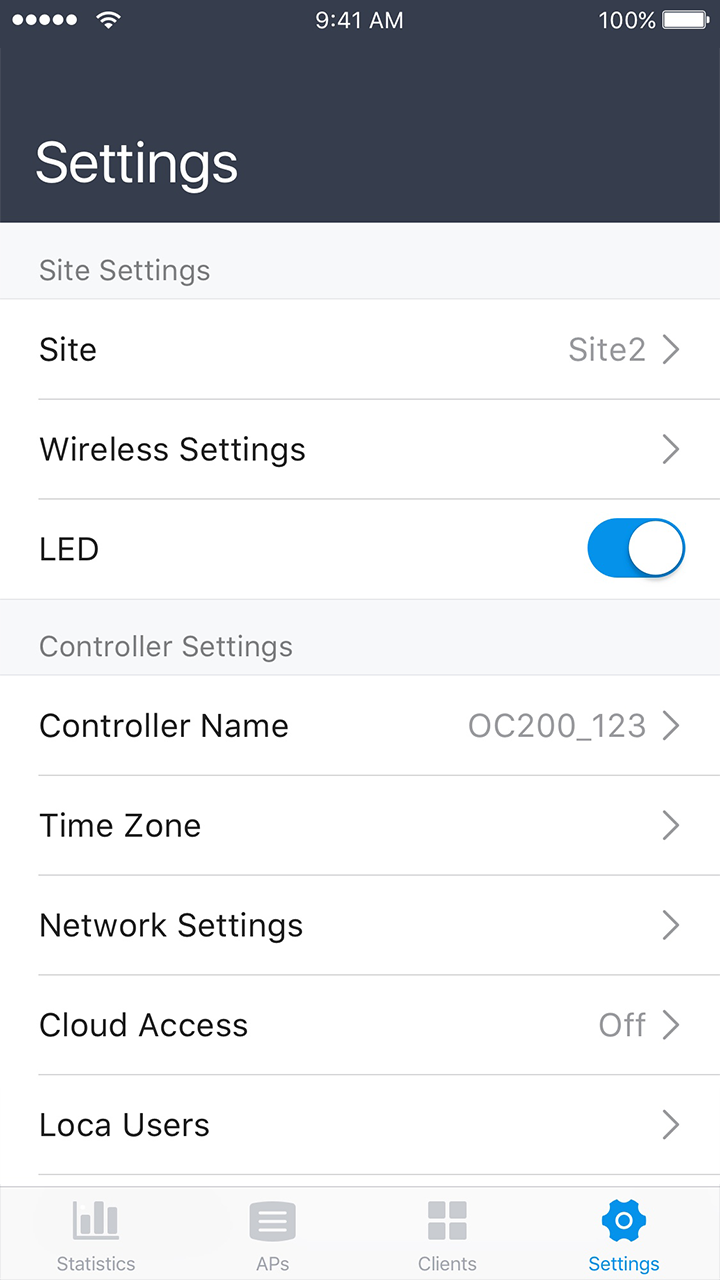 9:41 AM 100%
Settings
Site Settings
Site Site2
Wireless Settings
LED
Controller Settings
Controller Name OC200_123
Time Zone
Network Settings
Cloud Access Off
Loca Users
Statistics APs Clients Settings